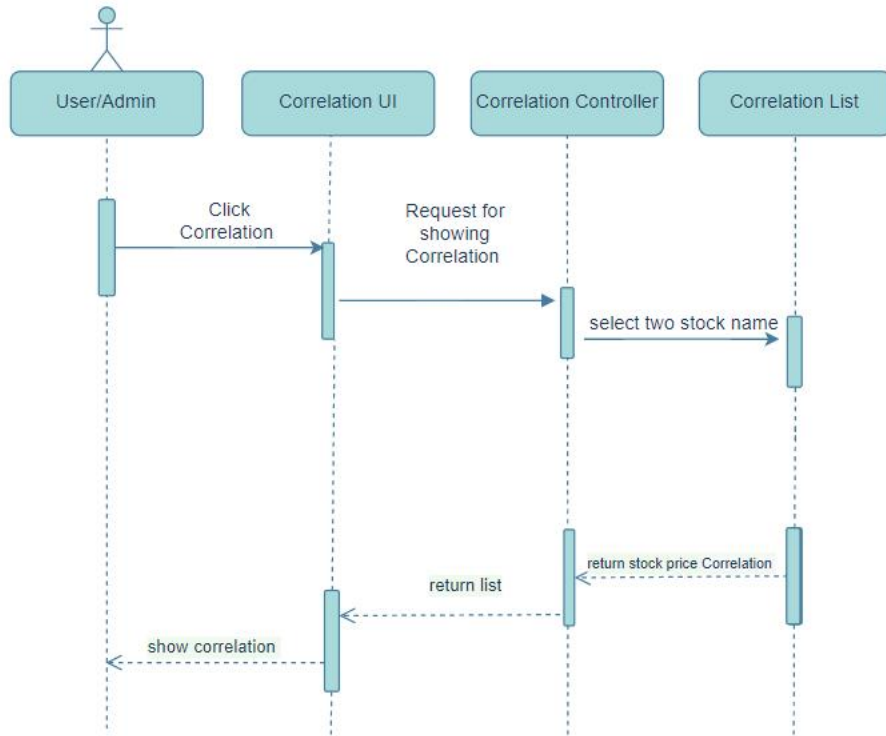 User/Admin
Correlation UI
Correlation Controller
Correlation List
Click
Correlation
Request for
showing
Correlation
select two stock name
return stock price Correlation
return list
show correlation